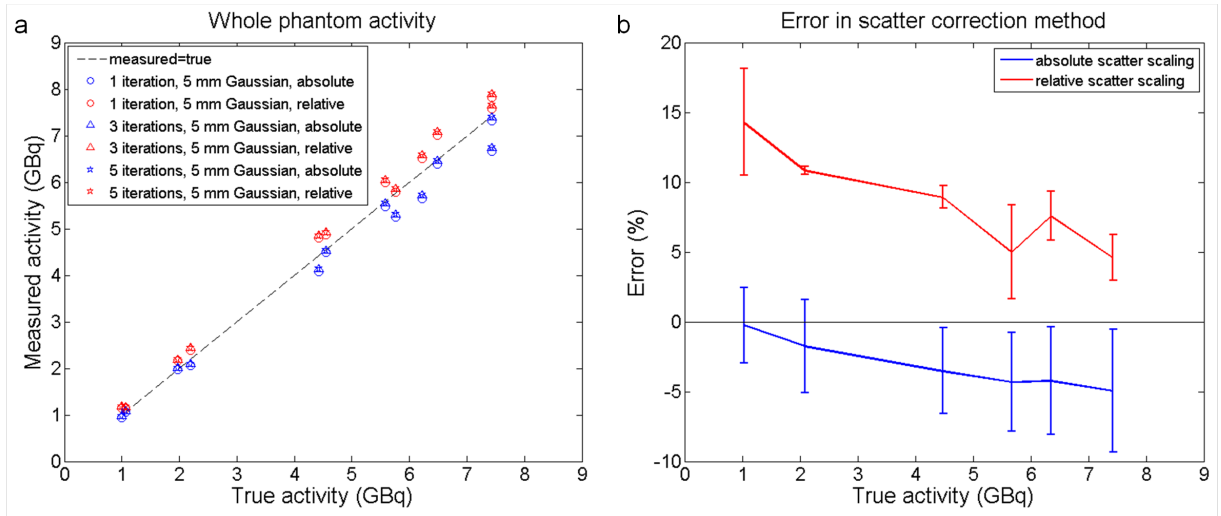 a
Whole phantom activity
9
8
7
6
5
4
3
2
1
0
Measured activity (GBq)
measured=true
1 iteration, 5 mm Gaussian, absolute
1 iteration, 5 mm Gaussian, relative
3 iterations, 5 mm Gaussian, absolute
3 iterations, 5 mm Gaussian, relative
5 iterations, 5 mm Gaussian, absolute
5 iterations, 5 mm Gaussian, relative
0 1 2 3 4 5 6 7 8 9
True activity (GBq)
b
Error in scatter correction method
20
15
10
5
0
-5
-10
Error (%)
absolute scatter scaling
relative scatter scaling
0 1 2 3 4 5 6 7 8 9
True activity (GBq)